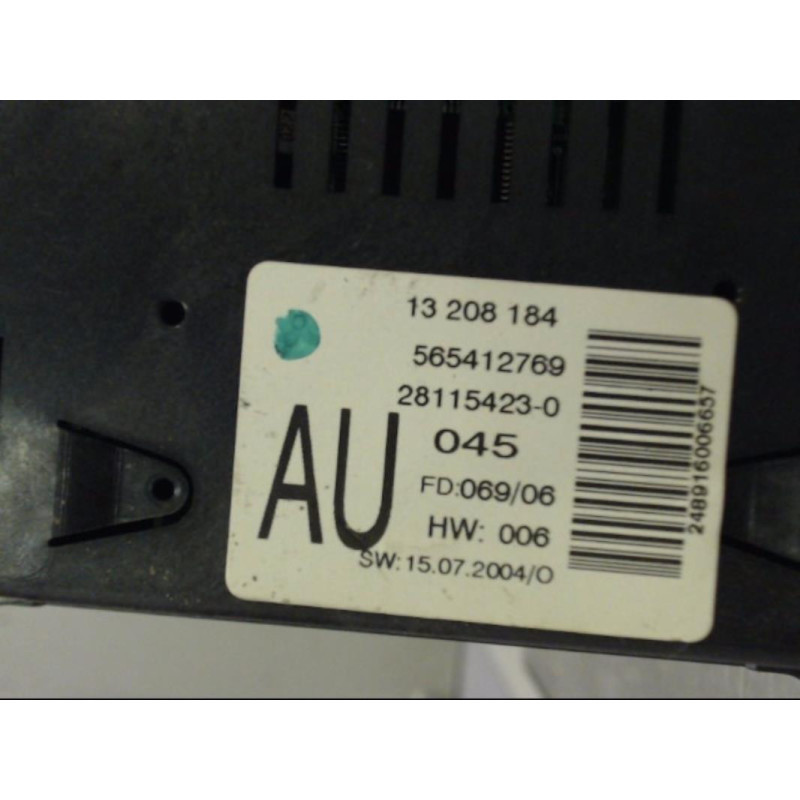 13 208 184
565412769
28115423-0
AU
045
FD:069/06
HW: 006
SW:15.07.2004/O
248916006657